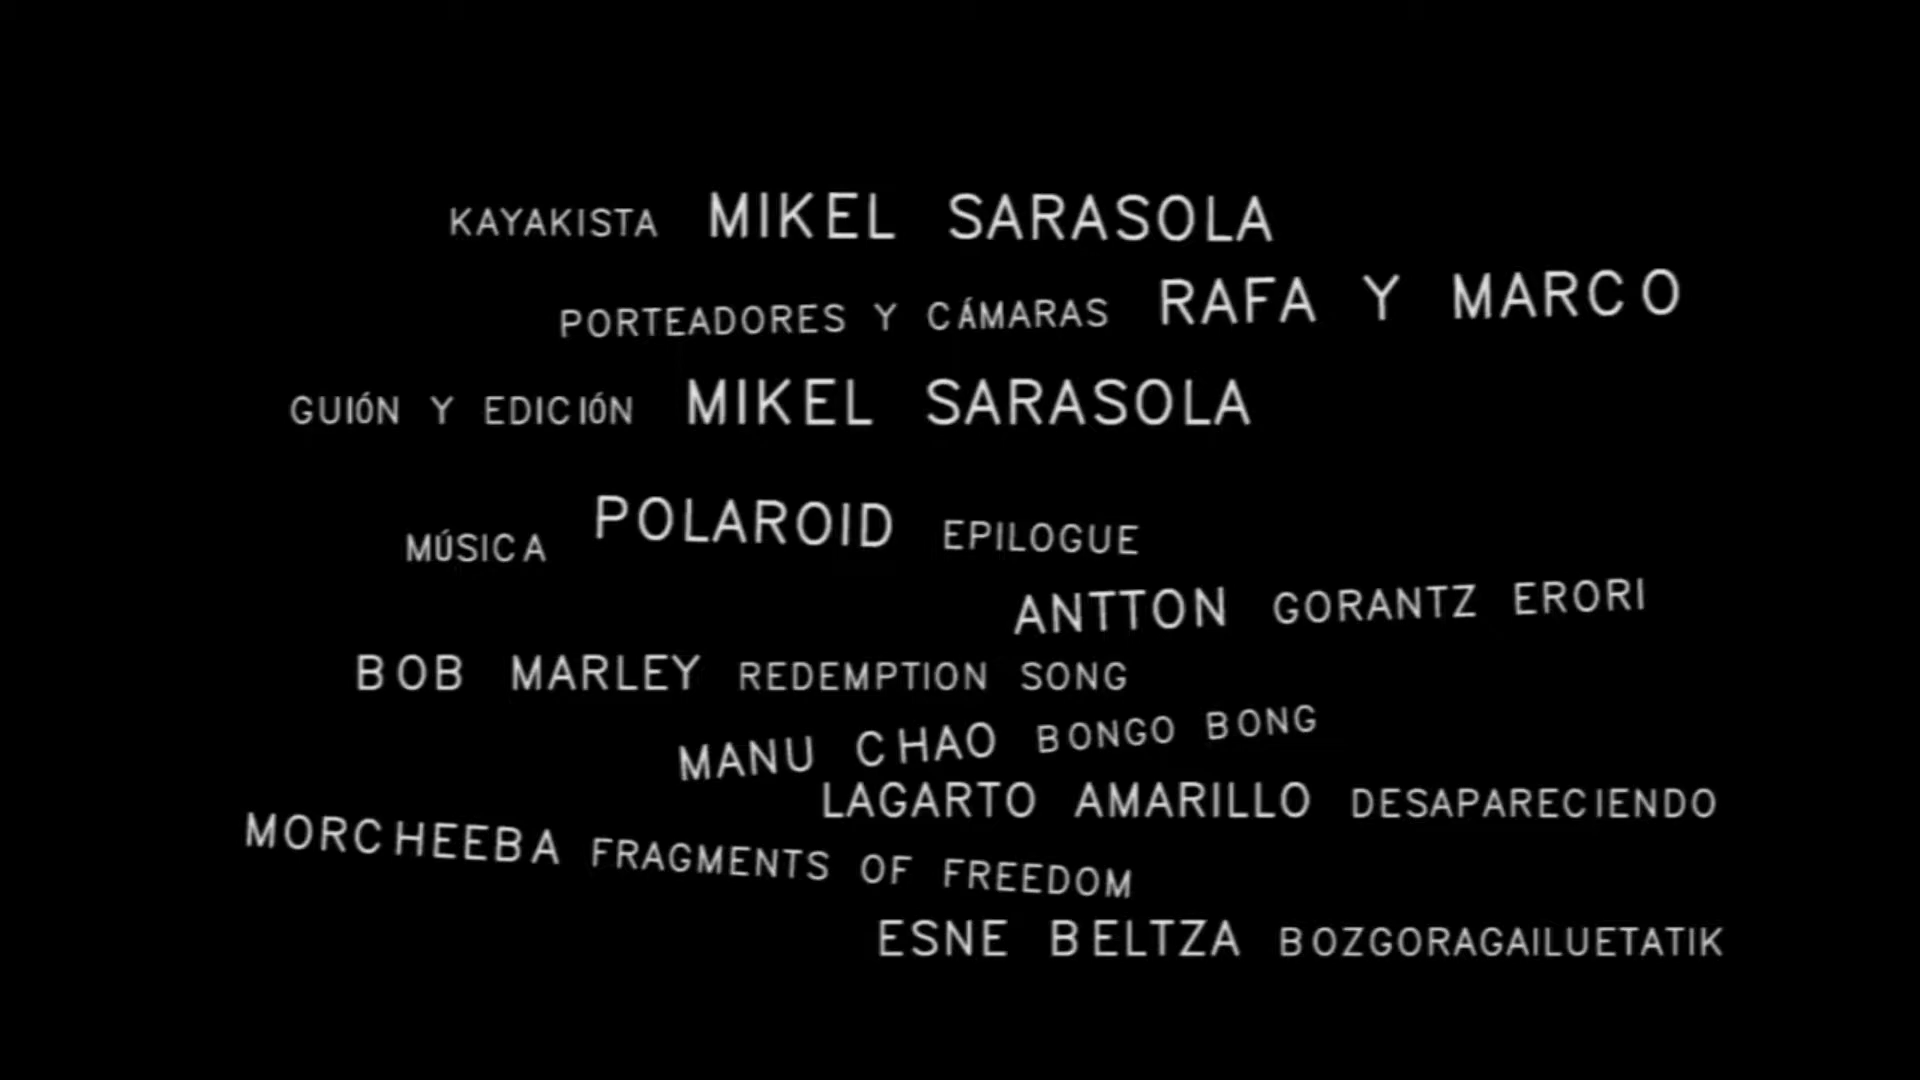 KAYAKISTA MIKEL SARASOLA
PORTEADORES Y CÁMARAS RAFA Y MARCO
GUIÓN Y EDICIÓN MIKEL SARASOLA
MÚSICA POLAROID EPILOGUE
ANTTON GORANTZ ERORI
BOB MARLEY REDEMPTION SONG
MANU CHAO BONGO BONG
LAGARTO AMARILLO DESAPARECIENDO
MORCHEEBA FRAGMENTS OF FREEDOM
ESNE BELTZA BOZGORAGAILUETATIK